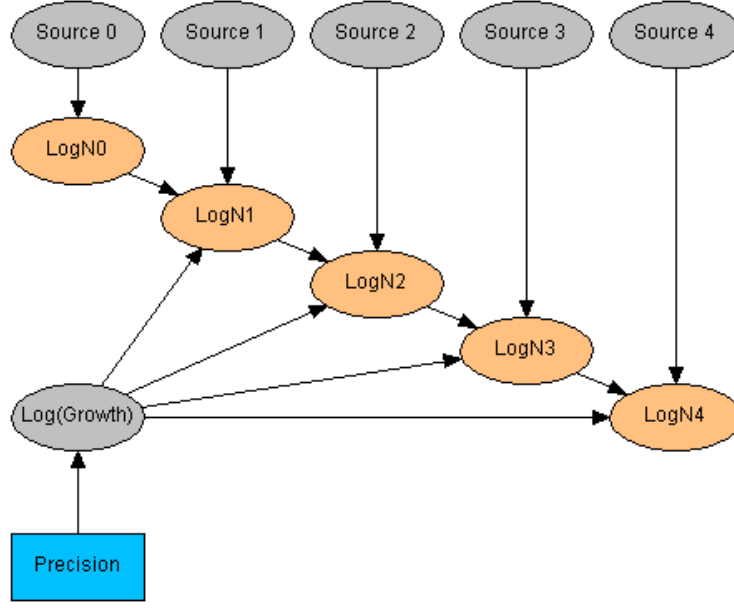 Source 0
Source 1
Source 2
Source 3
Source 4
LogN0
LogN1
LogN2
LogN3
Log(Growth)
LogN4
Precision